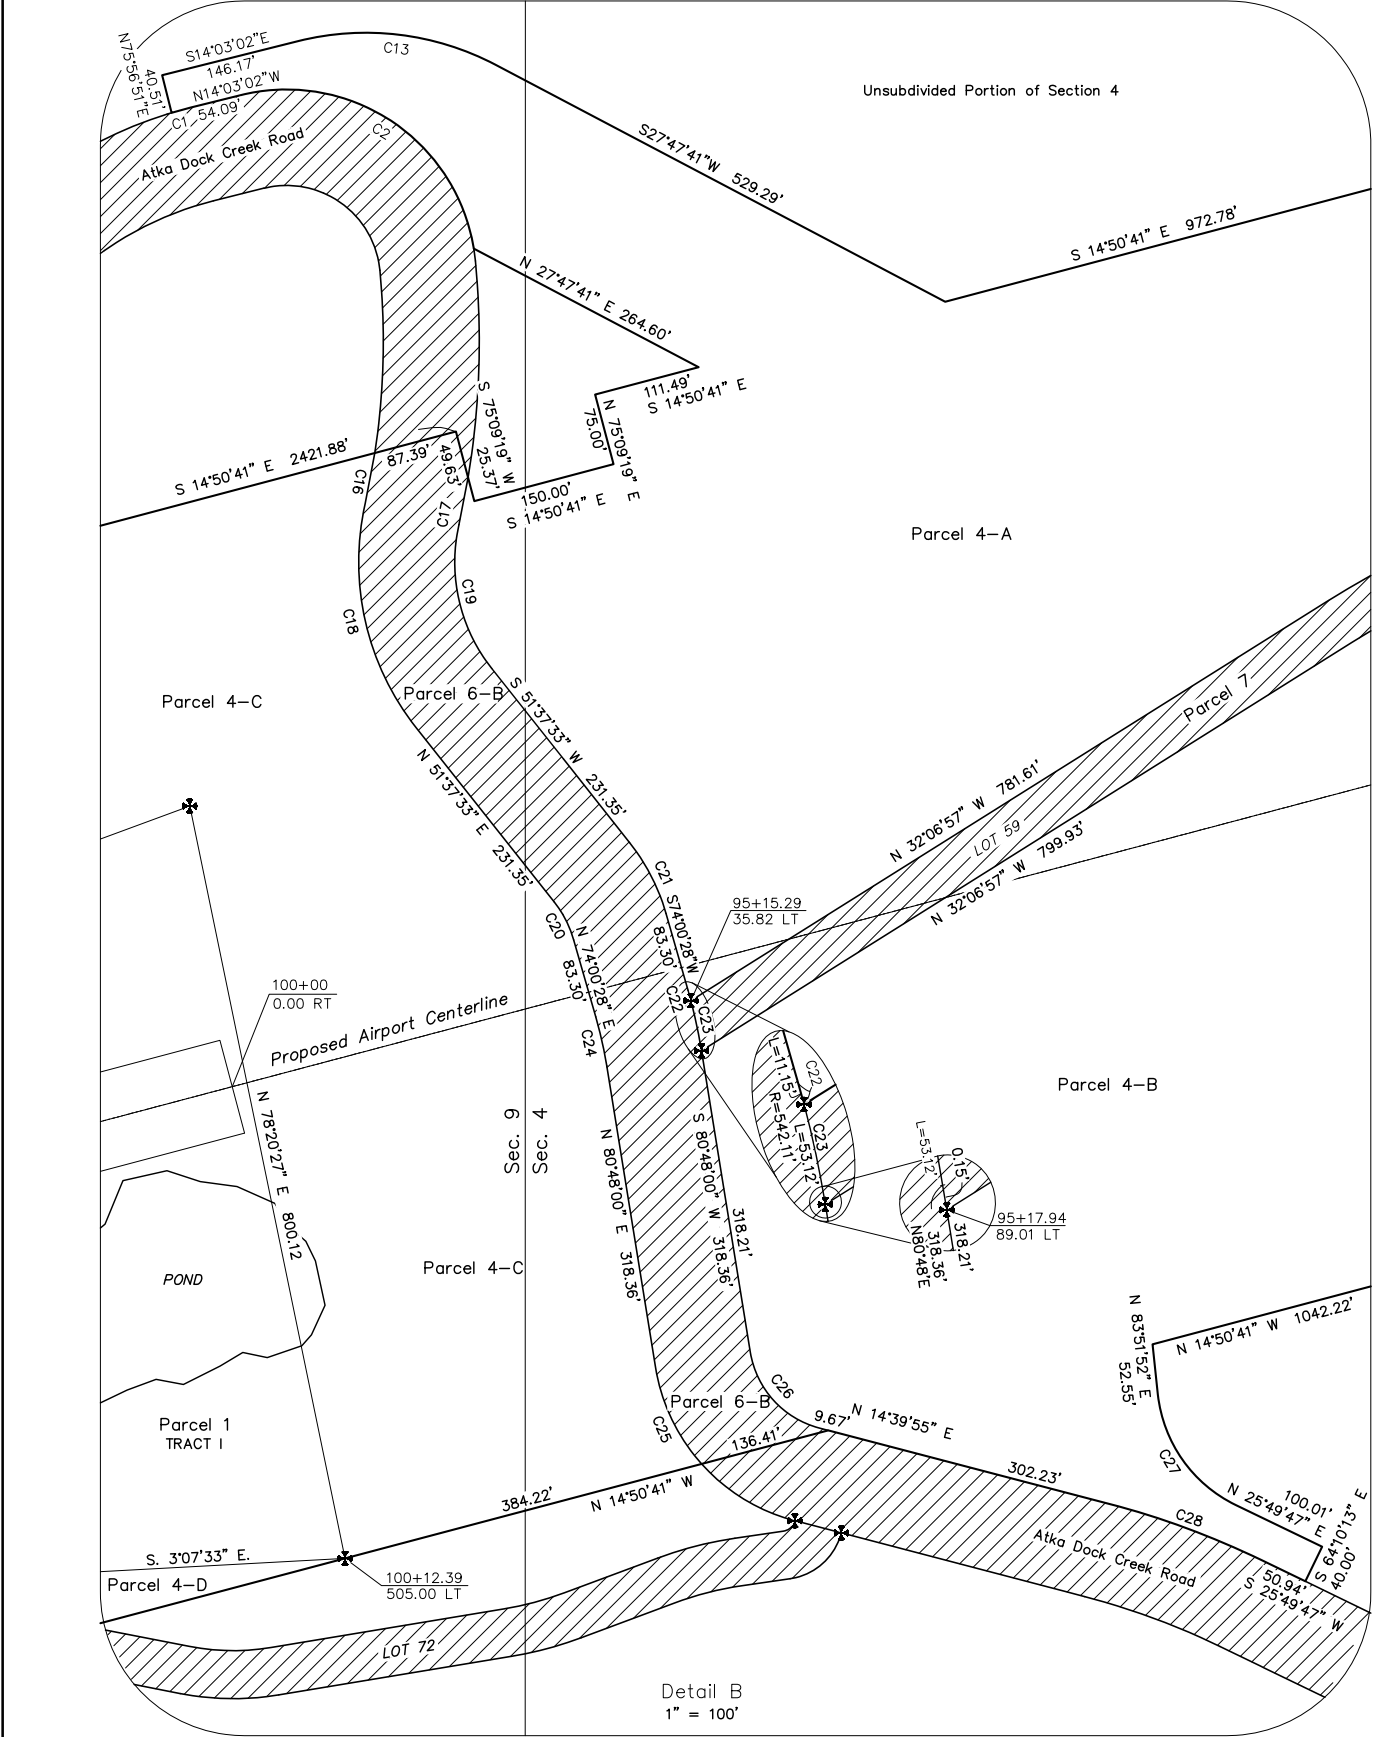 N75°56'51"E
40.51'
S14°03'02"E
146.17'
N14°03'02"W
C1 54.09'
C13
C2
Atka Dock Creek Road
Unsubdivided Portion of Section 4
S27°47'41"W 529.29'
S 14°50'41" E 972.78'
N 27°47'41" E 264.60'
111.49'
S 14°50'41" E
N 75°09'19" E
75.00'
S 75°09'19" W
25.37'
49.63'
87.39'
S 14°50'41" E 2421.88'
150.00'
S 14°50'41" E
C16
C17
Parcel 4-A
C19
C18
Parcel 4-C
Parcel 6-B
S 51°37'33" W 231.35'
N 51°37'33" E 231.35'
Parcel 7
N 32°06'57" W 781.61'
LOT 59
N 32°06'57" W 799.93'
C21
S74°00'28"W
83.30'
C20
N 74°00'28" E
83.30'
95+15.29
35.82 LT
100+00
0.00 RT
Proposed Airport Centerline
C22
C23
C24
L=11.15'
C22
R=542.11'
L=53.12'
C23
Parcel 4-B
Sec. 9
Sec. 4
L=53.12'
0.15'
95+17.94
89.01 LT
318.21'
318.36'
N80°48'E
N 78°20'27" E 800.12
N 80°48'00" E 318.36'
S 80°48'00" W 318.36'
318.21'
POND
Parcel 4-C
N 83°51'52" E
52.55'
N 14°50'41" W 1042.22'
Parcel 1
TRACT I
Parcel 6-B
C26
C25
136.41'
9.67'
N 14°39'55" E
302.23'
C27
N 25°49'47" E
100.01'
S 64°10'13" E
40.00'
C28
Atka Dock Creek Road
50.94'
S 25°49'47" W
384.22'
N 14°50'41" W
S. 3°07'33" E.
Parcel 4-D
100+12.39
505.00 LT
LOT 72
Detail B
1" = 100'